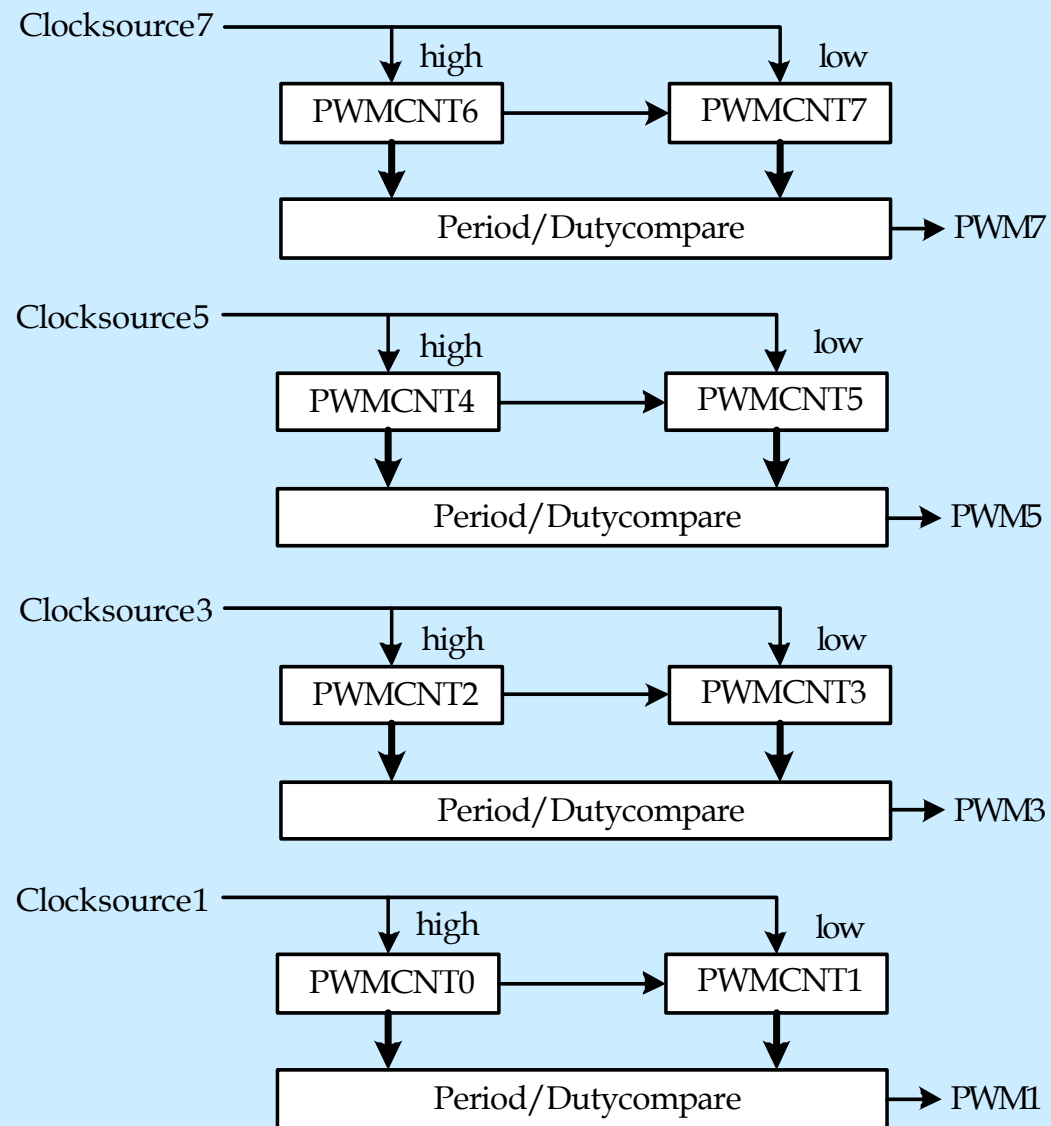 Clocksource7
high
low
PWMCNT6
PWMCNT7
Period/Dutycompare
PWM7
Clocksource5
high
low
PWMCNT4
PWMCNT5
Period/Dutycompare
PWM5
Clocksource3
high
low
PWMCNT2
PWMCNT3
Period/Dutycompare
PWM3
Clocksource1
high
low
PWMCNT0
PWMCNT1
Period/Dutycompare
PWM1